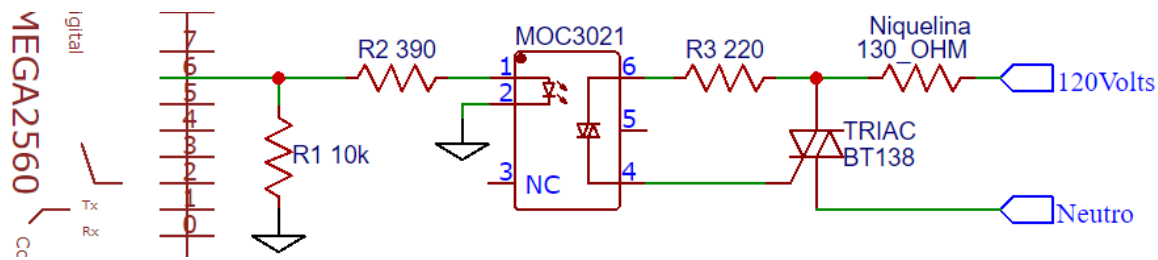 MEGA2560
igital
7
6
5
4
3
2
1
0
Tx
Rx
Co
R1 10k
R2 390
MOC3021
1
2
3
NC
6
5
4
R3 220
Niquelina
130_OHM
120Volts
TRIAC
BT138
Neutro